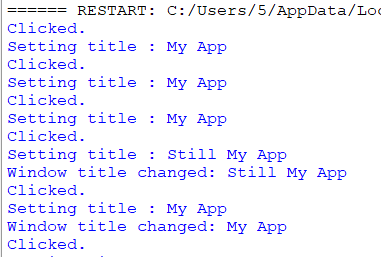 ====== RESTART: C:/Users/5/AppData/Loc
Clicked.
Setting title : My App
Clicked.
Setting title : My App
Clicked.
Setting title : My App
Clicked.
Setting title : Still My App
Window title changed: Still My App
Clicked.
Setting title : My App
Window title changed: My App
Clicked.